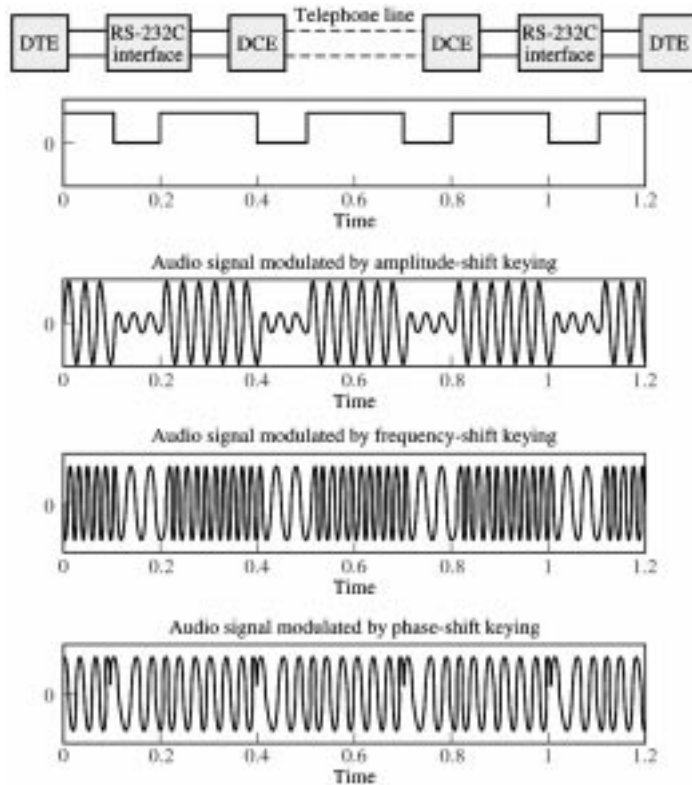 Telephone line
DTE RS-232C interface DCE DCE RS-232C interface DTE
0
0 0.2 0.4 0.6 0.8 1 1.2
Time
Audio signal modulated by amplitude-shift keying
0
0 0.2 0.4 0.6 0.8 1 1.2
Time
Audio signal modulated by frequency-shift keying
0
0 0.2 0.4 0.6 0.8 1 1.2
Time
Audio signal modulated by phase-shift keying
0
0 0.2 0.4 0.6 0.8 1 1.2
Time